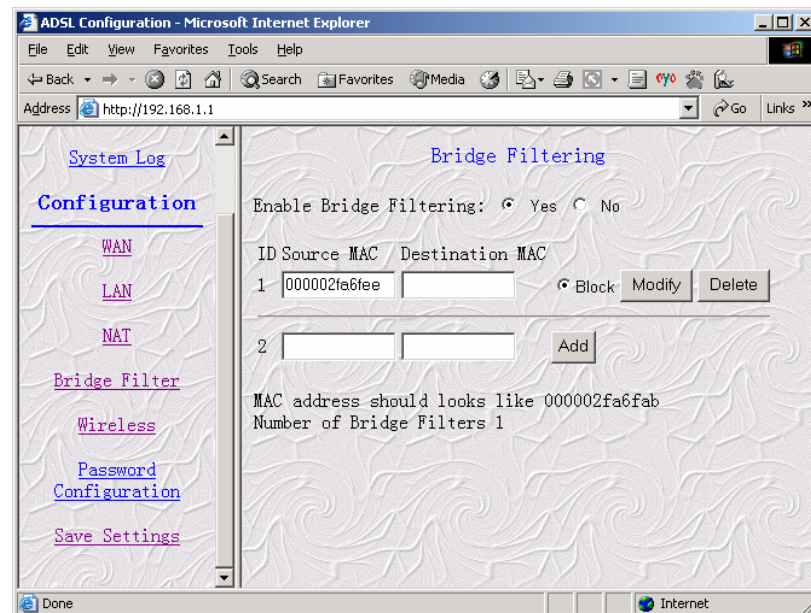 ADSL Configuration - Microsoft Internet Explorer
File Edit View Favorites Tools Help
Back Search Favorites Media
Address http://192.168.1.1 Go Links »
System Log
Configuration
WAN
LAN
NAT
Bridge Filter
Wireless
Password
Configuration
Save Settings
Bridge Filtering
Enable Bridge Filtering: Yes No
ID Source MAC Destination MAC
1 000002fa6fee Block Modify Delete
2 Add
MAC address should looks like 000002fa6fab
Number of Bridge Filters 1
Done Internet